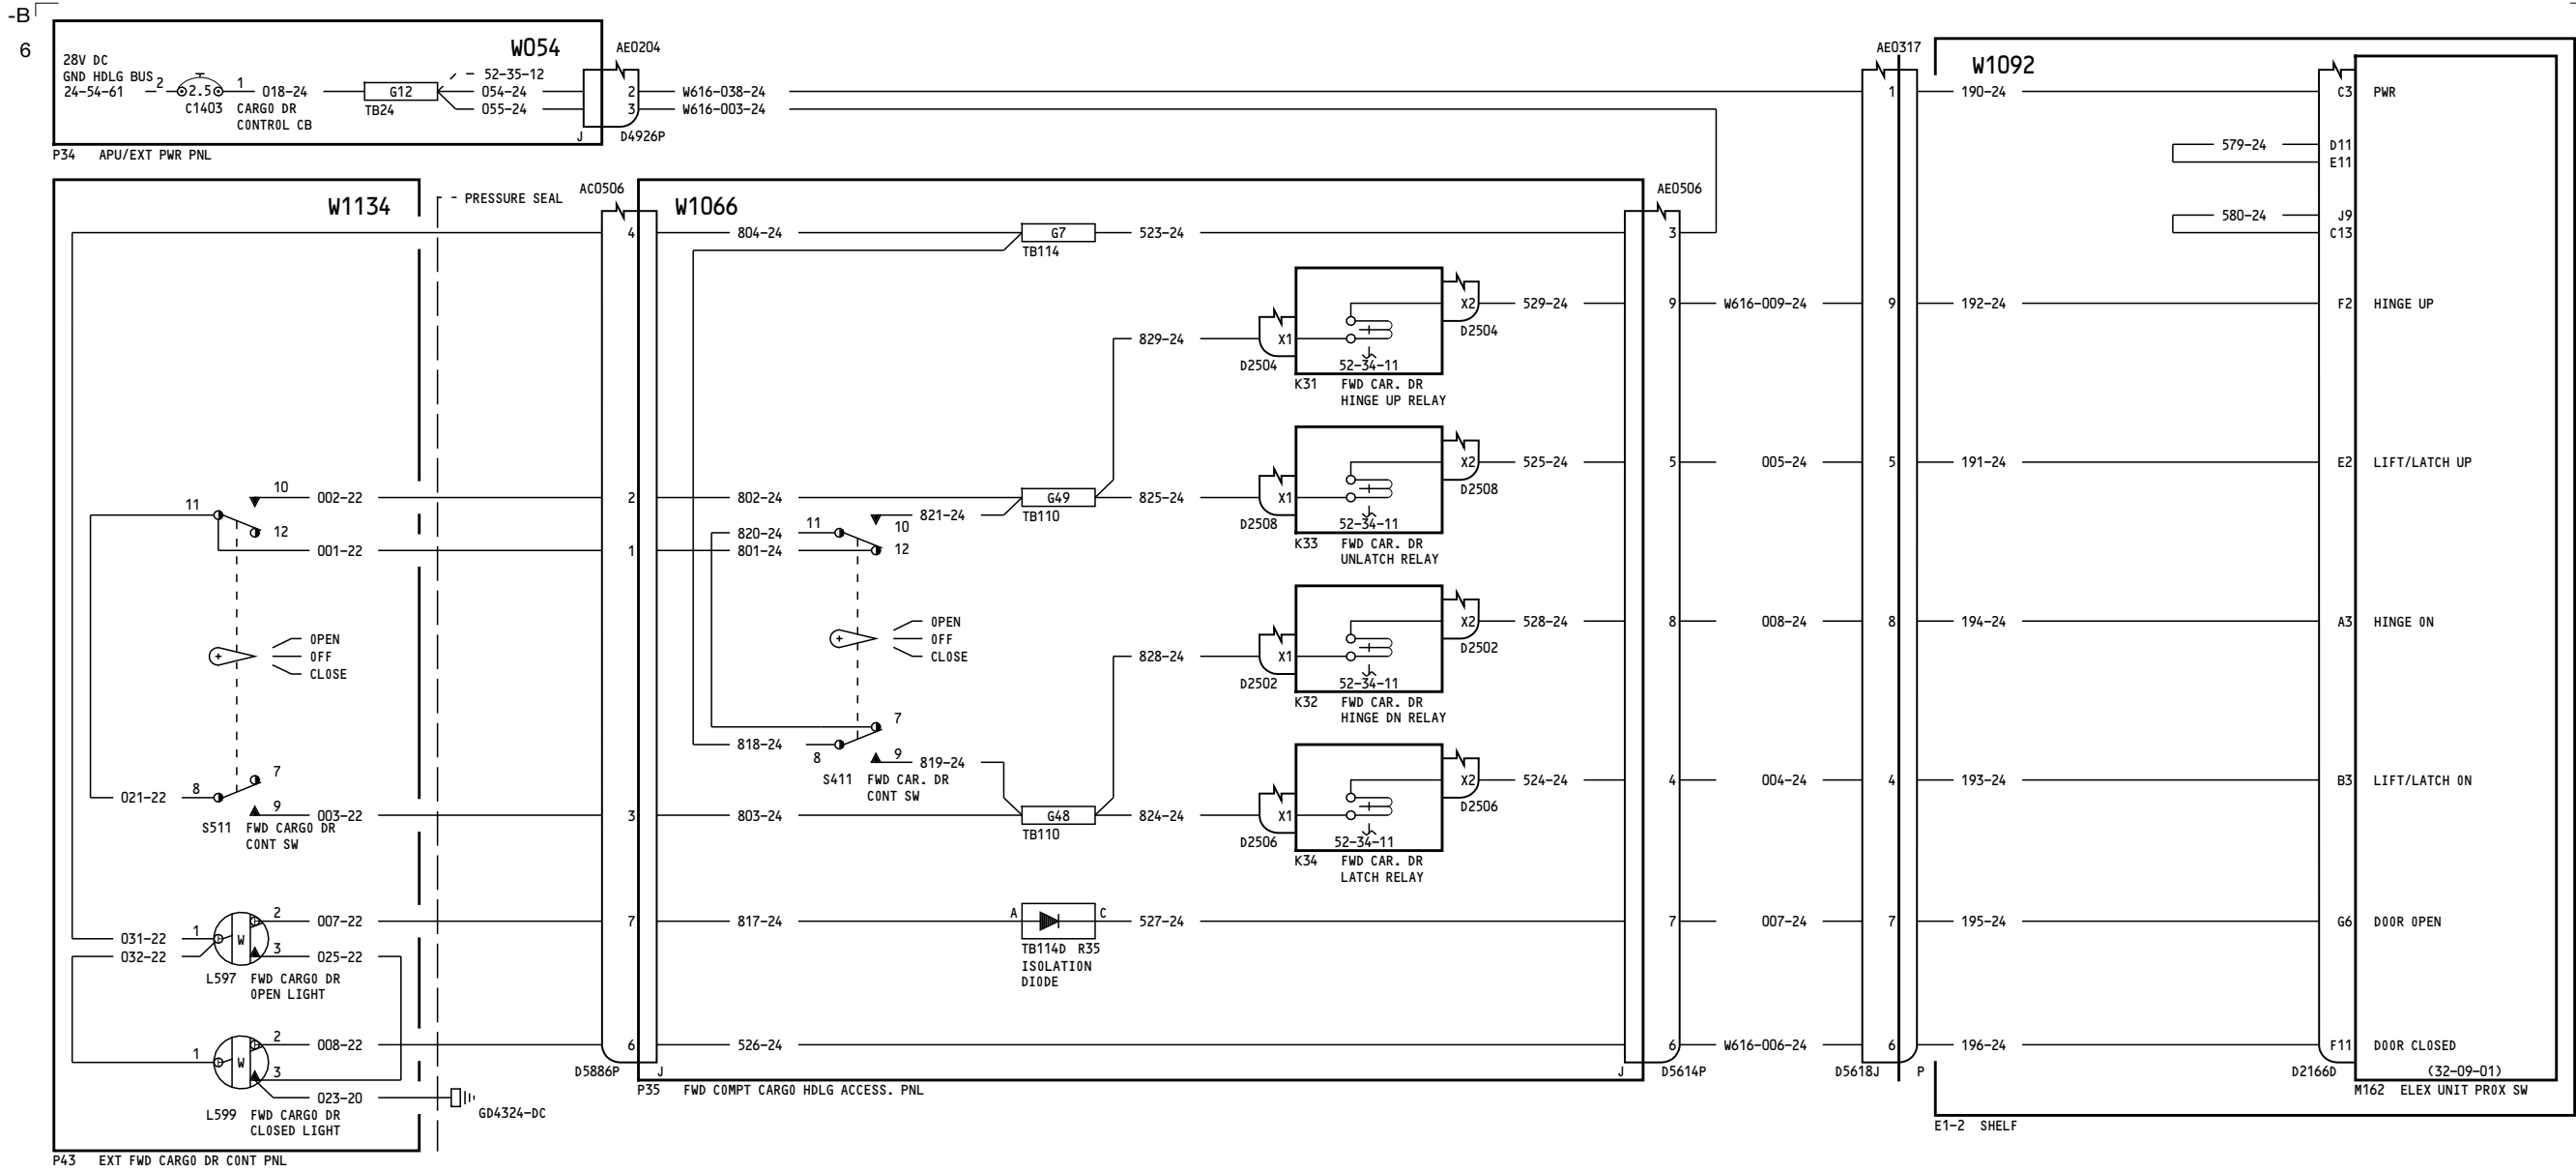 -B
6
28V DC
GND HDLG BUS
24-54-61
2
2.5
1
C1403
CARGO DR
CONTROL CB
018-24
G12
TB24
W054
52-35-12
054-24
055-24
J
P34 APU/EXT PWR PNL
AE0204
2
3
D4926P
W616-038-24
W616-003-24
AE0317
1
W1092
190-24
C3 PWR
579-24
D11
E11
580-24
J9
C13
W1134
PRESSURE SEAL
AC0506
W1066
AE0506
4
804-24
G7
TB114
523-24
3
829-24
X1
D2504
X2
D2504
52-34-11
K31 FWD CAR. DR
HINGE UP RELAY
529-24
9
W616-009-24
9
192-24
F2 HINGE UP
11
10
12
002-22
001-22
2
1
802-24
820-24
801-24
11
10
12
821-24
G49
TB110
825-24
X1
D2508
X2
D2508
52-34-11
K33 FWD CAR. DR
UNLATCH RELAY
525-24
5
005-24
5
191-24
E2 LIFT/LATCH UP
OPEN
OFF
CLOSE
OPEN
OFF
CLOSE
828-24
X1
D2502
X2
D2502
52-34-11
K32 FWD CAR. DR
HINGE DN RELAY
528-24
8
008-24
8
194-24
A3 HINGE ON
021-22
8
7
9
003-22
S511 FWD CARGO DR
CONT SW
3
818-24
8
7
9
819-24
S411 FWD CAR. DR
CONT SW
803-24
G48
TB110
824-24
X1
D2506
X2
D2506
52-34-11
K34 FWD CAR. DR
LATCH RELAY
524-24
4
004-24
4
193-24
B3 LIFT/LATCH ON
031-22
032-22
1
W
2
3
007-22
025-22
L597 FWD CARGO DR
OPEN LIGHT
7
817-24
A
C
TB114D R35
ISOLATION
DIODE
527-24
7
007-24
7
195-24
G6 DOOR OPEN
1
W
2
3
008-22
023-20
L599 FWD CARGO DR
CLOSED LIGHT
GD4324-DC
6
526-24
6
W616-006-24
6
196-24
F11 DOOR CLOSED
D5886P
J
P35 FWD COMPT CARGO HDLG ACCESS. PNL
J
D5614P
D5618J
P
D2166D
(32-09-01)
M162 ELEX UNIT PROX SW
E1-2 SHELF
P43 EXT FWD CARGO DR CONT PNL